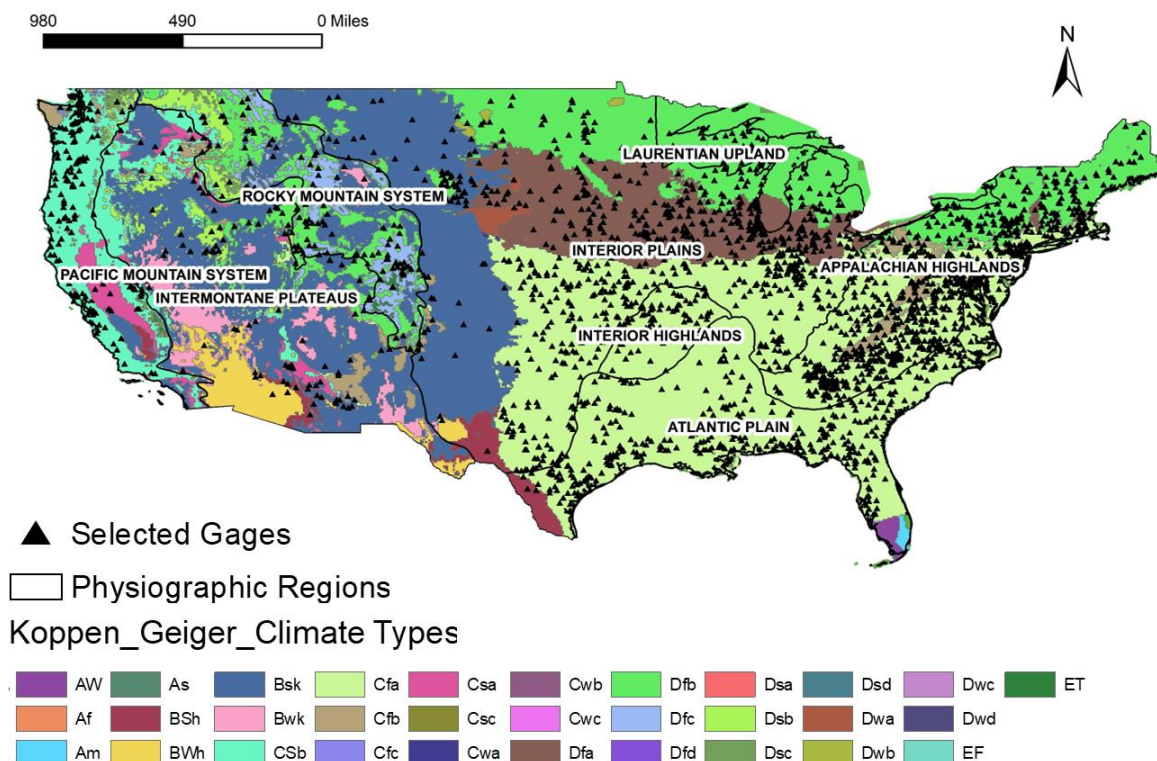 980 490 0 Miles
N
LAURENTIAN UPLAND
ROCKY MOUNTAIN SYSTEM
INTERIOR PLAINS
APPALACHIAN HIGHLANDS
PACIFIC MOUNTAIN SYSTEM
INTERMONTANE PLATEAUS
INTERIOR HIGHLANDS
ATLANTIC PLAIN
Selected Gages
Physiographic Regions
Koppen_Geiger_Climate Types
AW As Bsk Cfa Csa Cwb Dfb Dsa Dsd Dwc ET
Af BSh Bwk Cfb Csc Cwc Dfc Dsb Dwa Dwd
Am BWh CSb Cfc Cwa Dfa Dfd Dsc Dwb EF